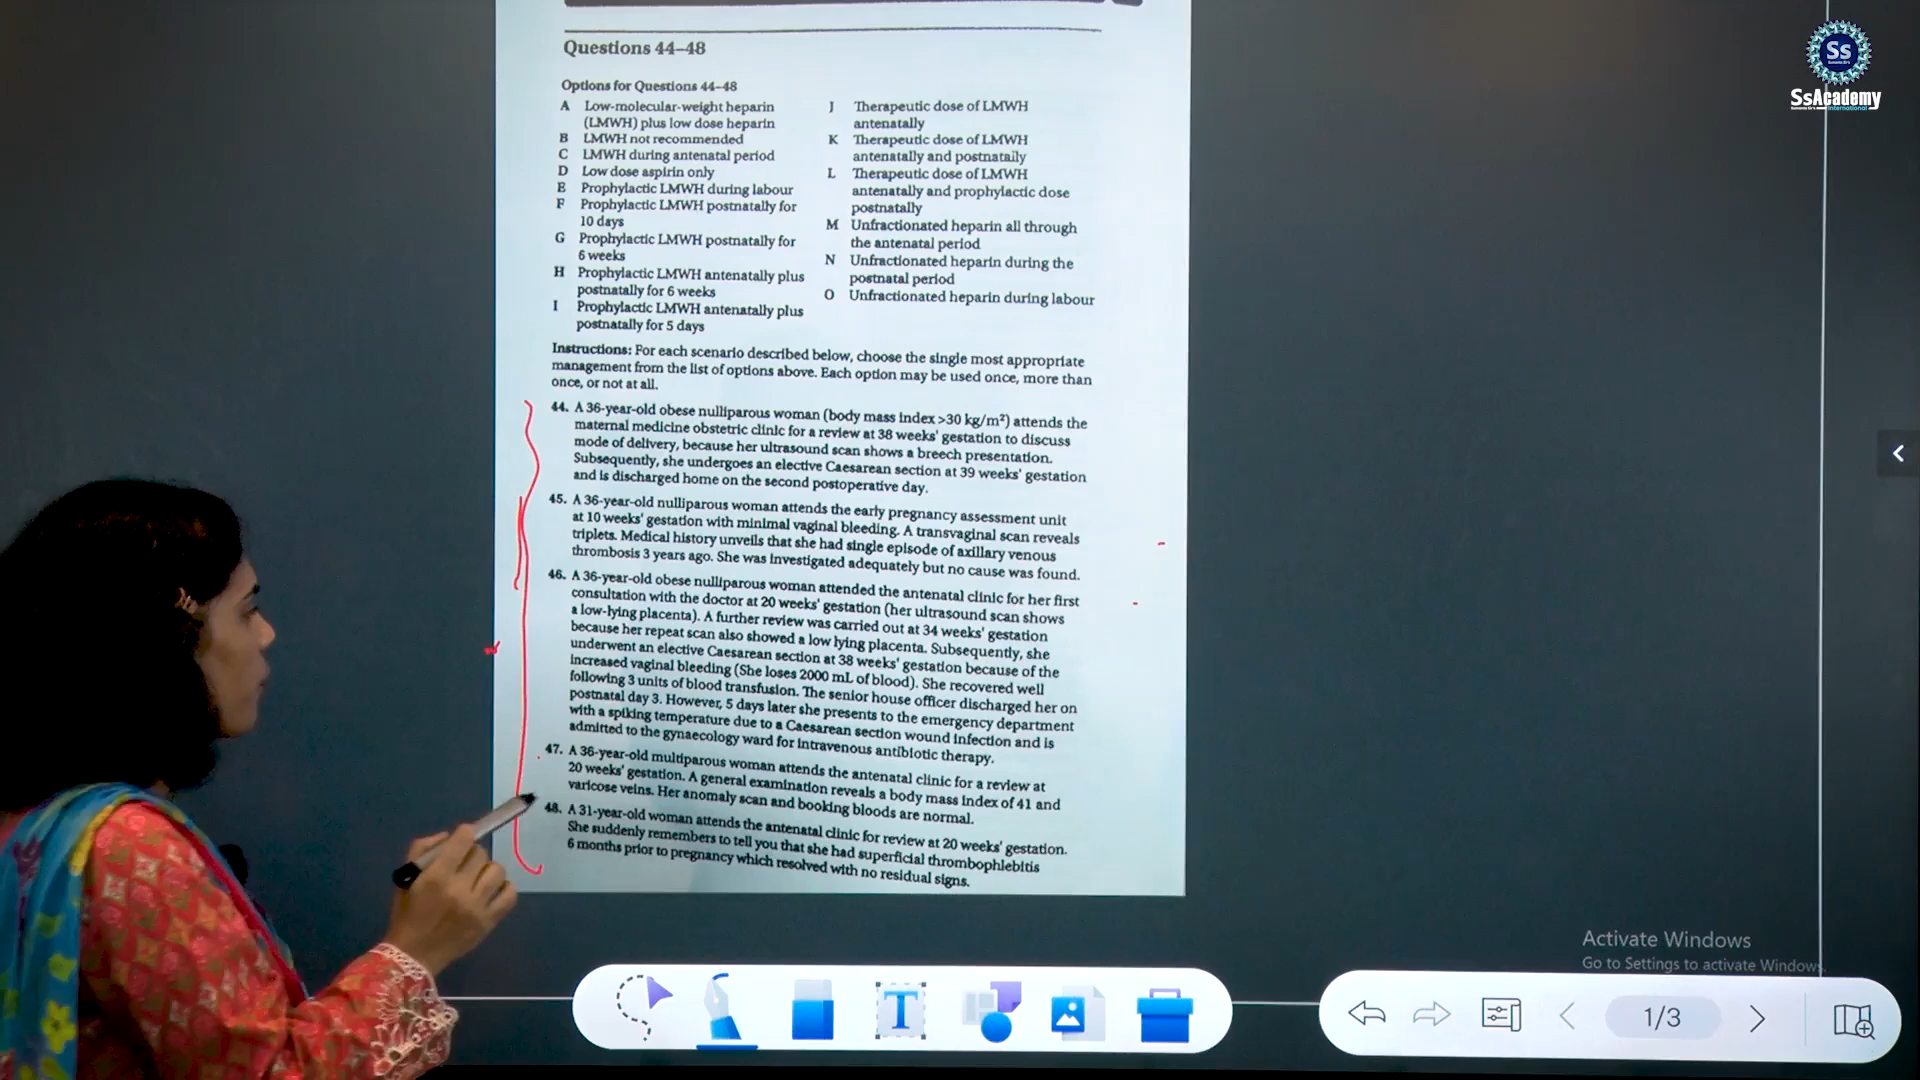 Questions 44–48
Options for Questions 44–48
A Low-molecular-weight heparin
(LMWH) plus low dose heparin
B LMWH not recommended
C LMWH during antenatal period
D Low dose aspirin only
E Prophylactic LMWH during labour
F Prophylactic LMWH postnatally for
10 days
G Prophylactic LMWH postnatally for
6 weeks
H Prophylactic LMWH antenatally plus
postnatally for 6 weeks
I Prophylactic LMWH antenatally plus
postnatally for 5 days
J Therapeutic dose of LMWH
antenatally
K Therapeutic dose of LMWH
antenatally and postnataily
L Therapeutic dose of LMWH
antenatally and prophylactic dose
postnatally
M Unfractionated heparin all through
the antenatal period
N Unfractionated heparin during the
postnatal period
O Unfractionated heparin during labour
Instructions: For each scenario described below, choose the single most appropriate
management from the list of options above. Each option may be used once, more than
once, or not at all.
44. A 36-year-old obese nulliparous woman (body mass index >30 kg/m²) attends the
maternal medicine obstetric clinic for a review at 38 weeks' gestation to discuss
mode of delivery, because her ultrasound scan shows a breech presentation.
Subsequently, she undergoes an elective Caesarean section at 39 weeks' gestation
and is discharged home on the second postoperative day.
45. A 36-year-old nulliparous woman attends the early pregnancy assessment unit
at 10 weeks' gestation with minimal vaginal bleeding. A transvaginal scan reveals
triplets. Medical history unveils that she had single episode of axillary venous
thrombosis 3 years ago. She was investigated adequately but no cause was found.
46. A 36-year-old obese nulliparous woman attended the antenatal clinic for her first
consultation with the doctor at 20 weeks' gestation (her ultrasound scan shows
a low-lying placenta). A further review was carried out at 34 weeks' gestation
because her repeat scan also showed a low lying placenta. Subsequently, she
underwent an elective Caesarean section at 38 weeks' gestation because of the
increased vaginal bleeding (She loses 2000 mL of blood). She recovered well
following 3 units of blood transfusion. The senior house officer discharged her on
postnatal day 3. However, 5 days later she presents to the emergency department
with a spiking temperature due to a Caesarean section wound infection and is
admitted to the gynaecology ward for intravenous antibiotic therapy.
47. A 36-year-old multiparous woman attends the antenatal clinic for a review at
20 weeks' gestation. A general examination reveals a body mass index of 41 and
varicose veins. Her anomaly scan and booking bloods are normal.
48. A 31-year-old woman attends the antenatal clinic for review at 20 weeks' gestation.
She suddenly remembers to tell you that she had superficial thrombophlebitis
6 months prior to pregnancy which resolved with no residual signs.
Ss
SsAcademy
Activate Windows
Go to Settings to activate Windows.
T
1/3